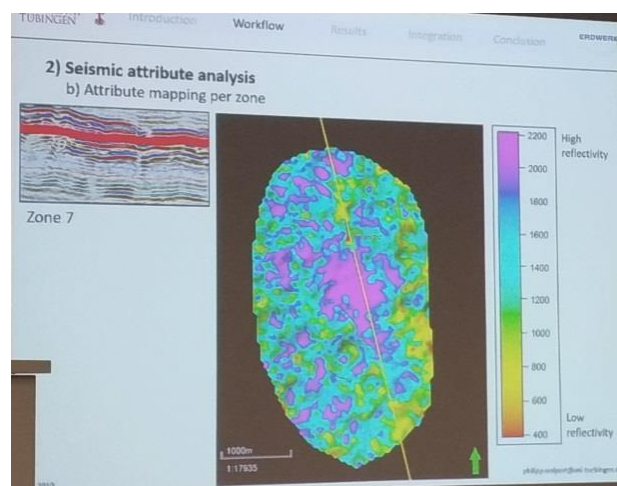 TUBINGEN
Introduction
Workflow
Results
Integration
Conclusion
ERDWERK
2) Seismic attribute analysis
b) Attribute mapping per zone
Zone 7
2200
High
reflectivity
2000
1800
1600
1400
1200
1000
800
600
Low
400
reflectivity
1000m
1:17935